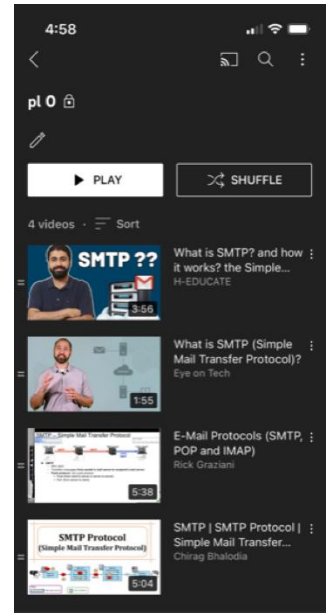 4:58
pl 0
PLAY
SHUFFLE
4 videos · Sort
SMTP ??
3:56
What is SMTP? and how
it works? the Simple...
H-EDUCATE
1:55
What is SMTP (Simple
Mail Transfer Protocol)?
Eye on Tech
SMTP – Simple Mail Transfer Protocol
5:38
E-Mail Protocols (SMTP,
POP and IMAP)
Rick Graziani
SMTP Protocol
(Simple Mail Transfer Protocol)
5:04
SMTP | SMTP Protocol |
Simple Mail Transfer...
Chirag Bhalodia